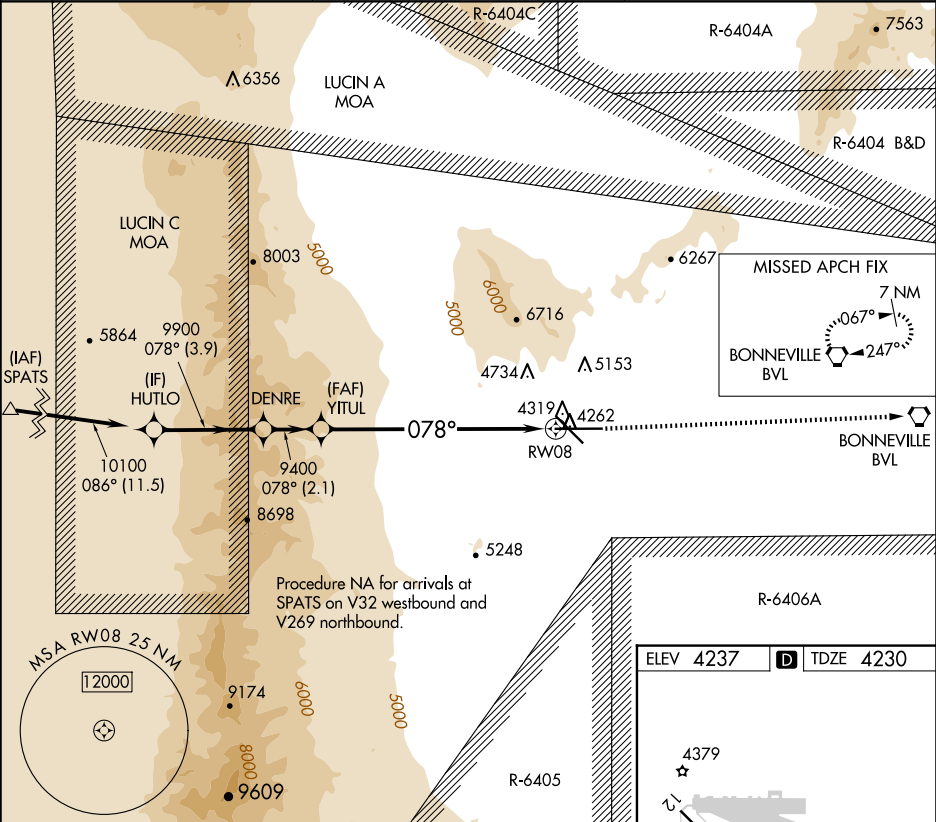 R-6404C
R-6404A
7563
6356
LUCIN A
MOA
R-6404 B&D
LUCIN C
MOA
8003
5000
6267
MISSED APCH FIX
7 NM
067°
247°
BONNEVILLE
BVL
6000
5000
6716
5864
9900
078° (3.9)
(IAF)
SPATS
(IF)
HUTLO
DENRE
(FAF)
YITUL
4734
5153
4319
4262
078°
RW08
BONNEVILLE
BVL
10100
086° (11.5)
9400
078° (2.1)
8698
5248
Procedure NA for arrivals at
SPATS on V32 westbound and
V269 northbound.
R-6406A
MSA RW08 25 NM
12000
ELEV 4237
D
TDZE 4230
9174
6000
5000
8000
9609
R-6405
4379
12